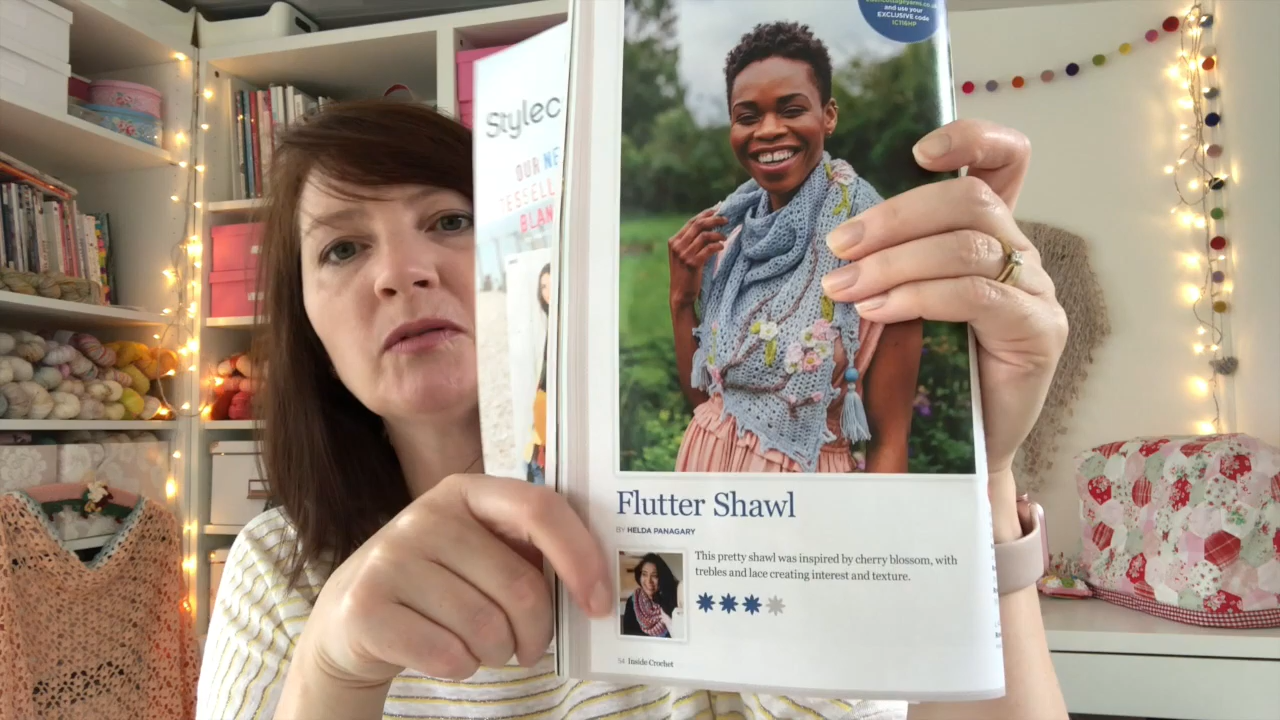 Stylec
OUR NE
TESSELL
BLAN
and use your
EXCLUSIVE code
IC116HP
Flutter Shawl
BY HELDA PANAGARY
This pretty shawl was inspired by cherry blossom, with
trebles and lace creating interest and texture.
54 Inside Crochet